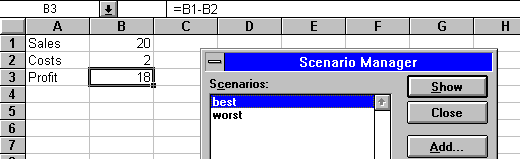 B3 =B1-B2
A B C D E F G H
1 Sales 20
2 Costs 2
3 Profit 18
4
5
6
7
Scenario Manager
Scenarios:
best
worst
Show
Close
Add...